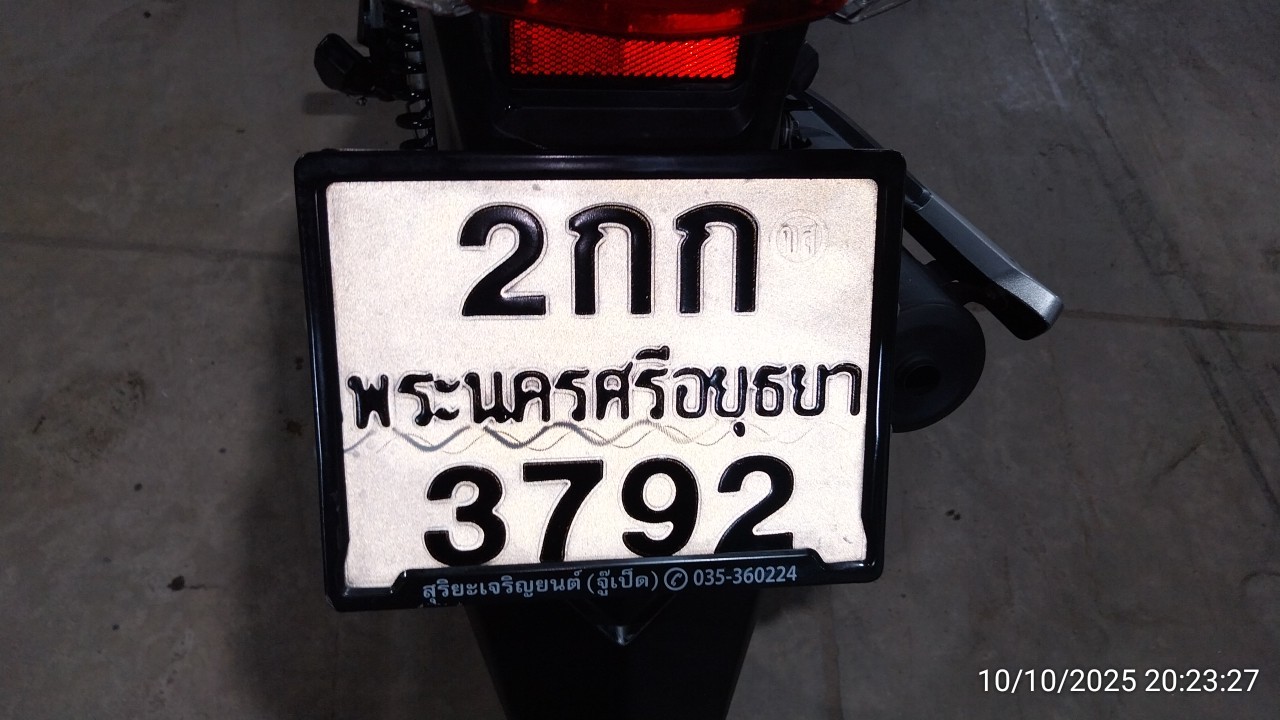 2กก
ขส
พระนครศรีอยุธยา
3792
สุริยะเจริญยนต์ (จู๊เป็ด) 035-360224
10/10/2025 20:23:27